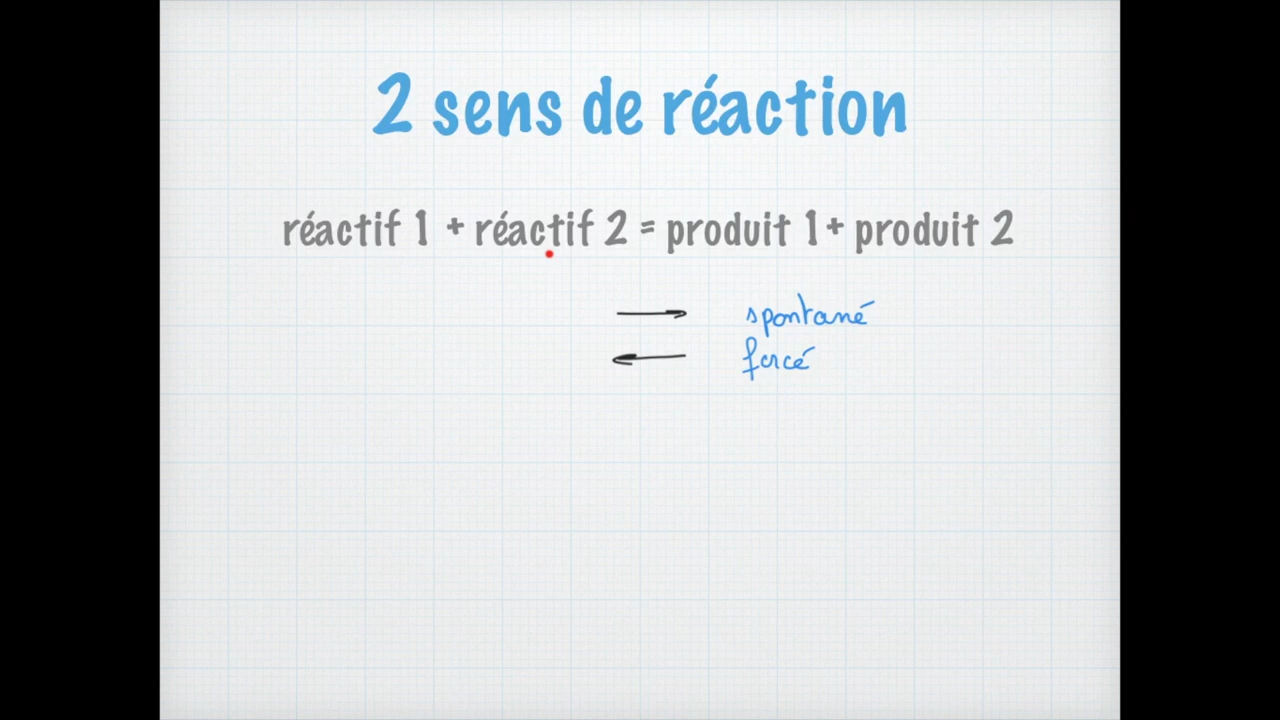 2 sens de réaction
réactif 1 + réactif 2 = produit 1+ produit 2
spontané
forcé